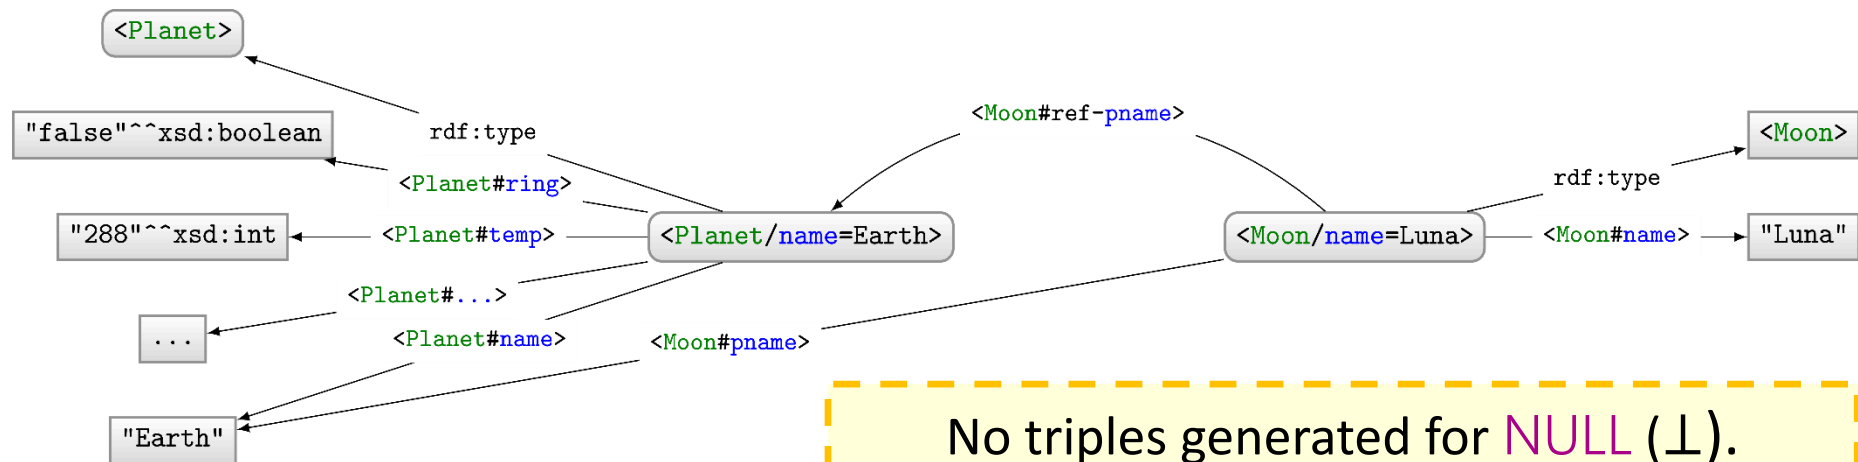 <Planet>
"false"^^xsd:boolean
rdf:type
<Planet#ring>
"288"^^xsd:int
<Planet#temp>
<Planet/name=Earth>
<Planet#...>
...
<Planet#name>
"Earth"
<Moon#pname>
<Moon#ref-pname>
<Moon/name=Luna>
rdf:type
<Moon>
<Moon#name>
"Luna"
No triples generated for NULL (⊥).